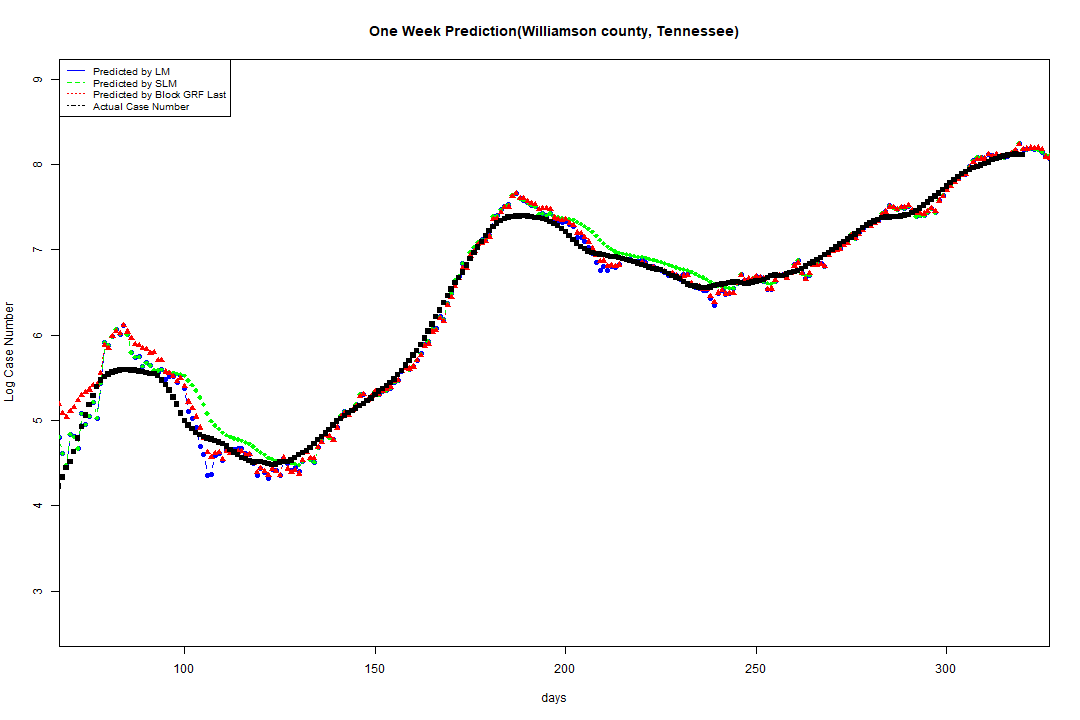 One Week Prediction(Williamson county, Tennessee)
Predicted by LM
Predicted by SLM
Predicted by Block GRF Last
Actual Case Number
Log Case Number
9
8
7
6
5
4
3
100 150 200 250 300
days